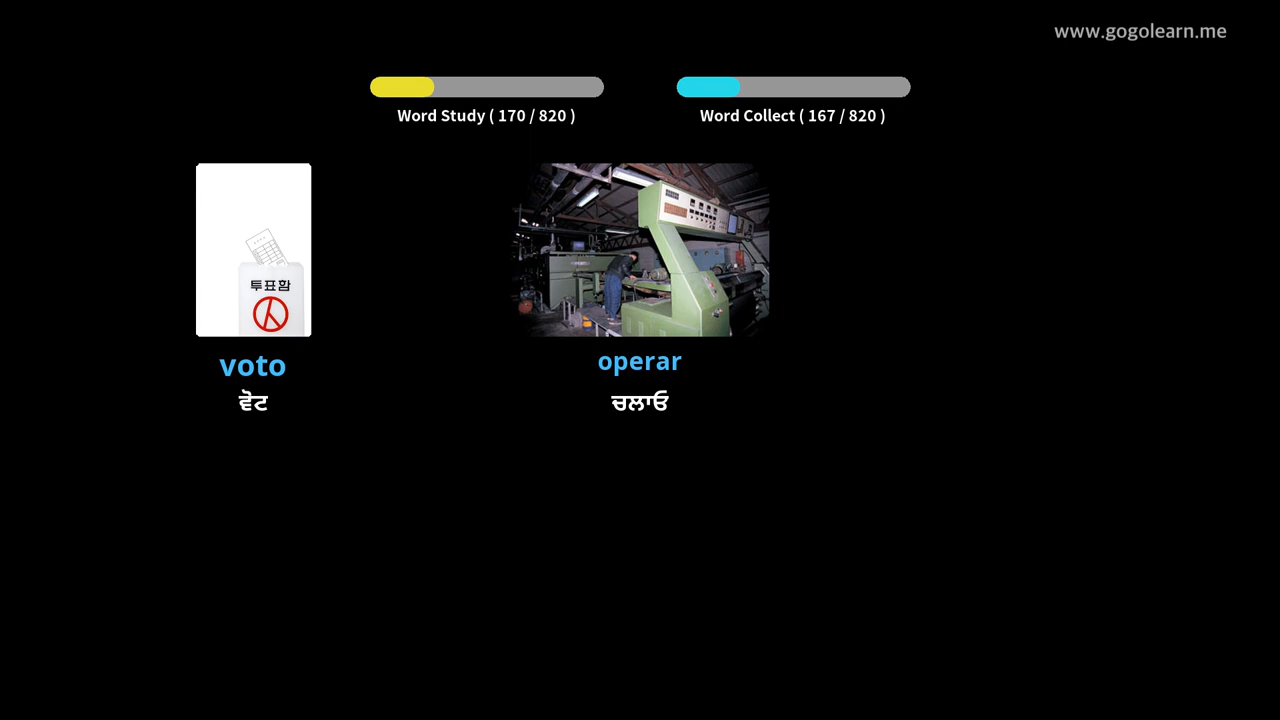 www.gogolearn.me
Word Study ( 170 / 820 )
Word Collect ( 167 / 820 )
투표함
voto
operar
ਵੋਟ
ਚਲਾਓ